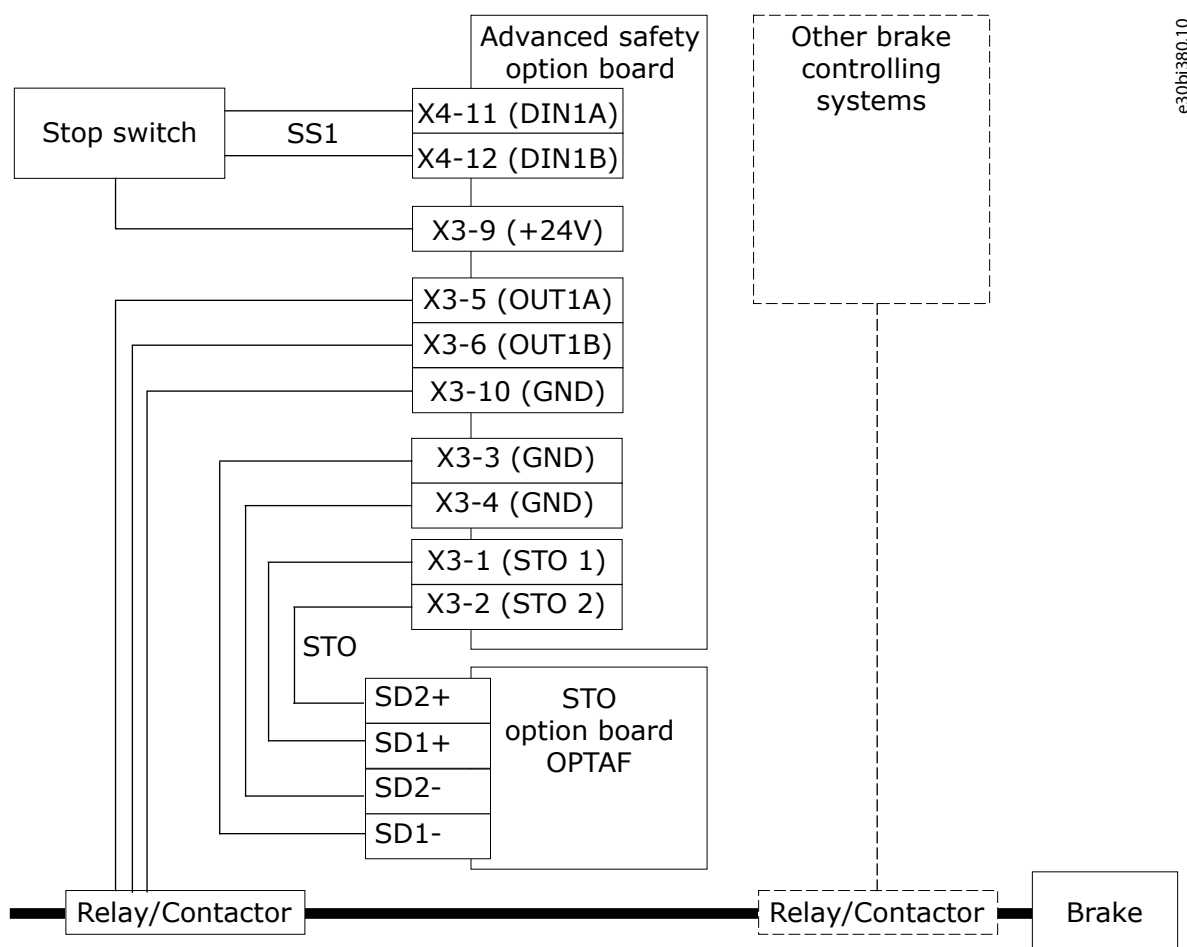 Advanced safety
option board
Other brake
controlling
systems
e30bj380.10
Stop switch
SS1
X4-11 (DIN1A)
X4-12 (DIN1B)
X3-9 (+24V)
X3-5 (OUT1A)
X3-6 (OUT1B)
X3-10 (GND)
X3-3 (GND)
X3-4 (GND)
X3-1 (STO 1)
X3-2 (STO 2)
STO
SD2+
SD1+
SD2-
SD1-
STO
option board
OPTAF
Relay/Contactor
Relay/Contactor
Brake